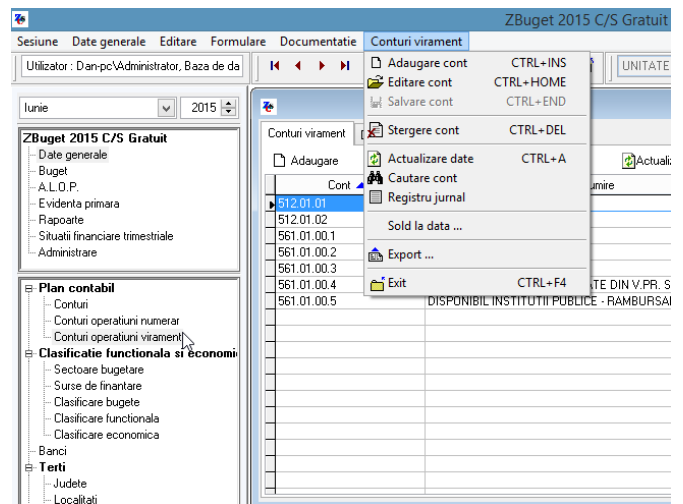 ZBuget 2015 C/S Gratuit
Sesiune Date generale Editare Formulare Documentatie Conturi virament
Utilizator : Dan-pc\Administrator, Baza de da
UNITATE
Adaugare cont CTRL+INS
Editare cont CTRL+HOME
Salvare cont CTRL+END
Stergere cont CTRL+DEL
Actualizare date CTRL+A
Cautare cont
Registru jurnal
Sold la data ...
Export ...
Exit CTRL+F4
Iunie 2015
ZBuget 2015 C/S Gratuit
Date generale
Buget
A.L.O.P.
Evidenta primara
Rapoarte
Situatii financiare trimestriale
Administrare
Plan contabil
Conturi
Conturi operatiuni numerar
Conturi operatiuni virament
Clasificatie functionala si economi
Sectoare bugetare
Surse de finantare
Clasificare bugete
Clasificare functionala
Clasificare economica
Banci
Terti
Judete
Localitati
Conturi virament
Adaugare Actuali
Cont umire
512.01.01
512.01.02
561.01.00.1
561.01.00.2
561.01.00.3
561.01.00.4 TE DIN V.PR. S
561.01.00.5 DISPONIBIL INSTITUTII PUBLICE - RAMBURSA